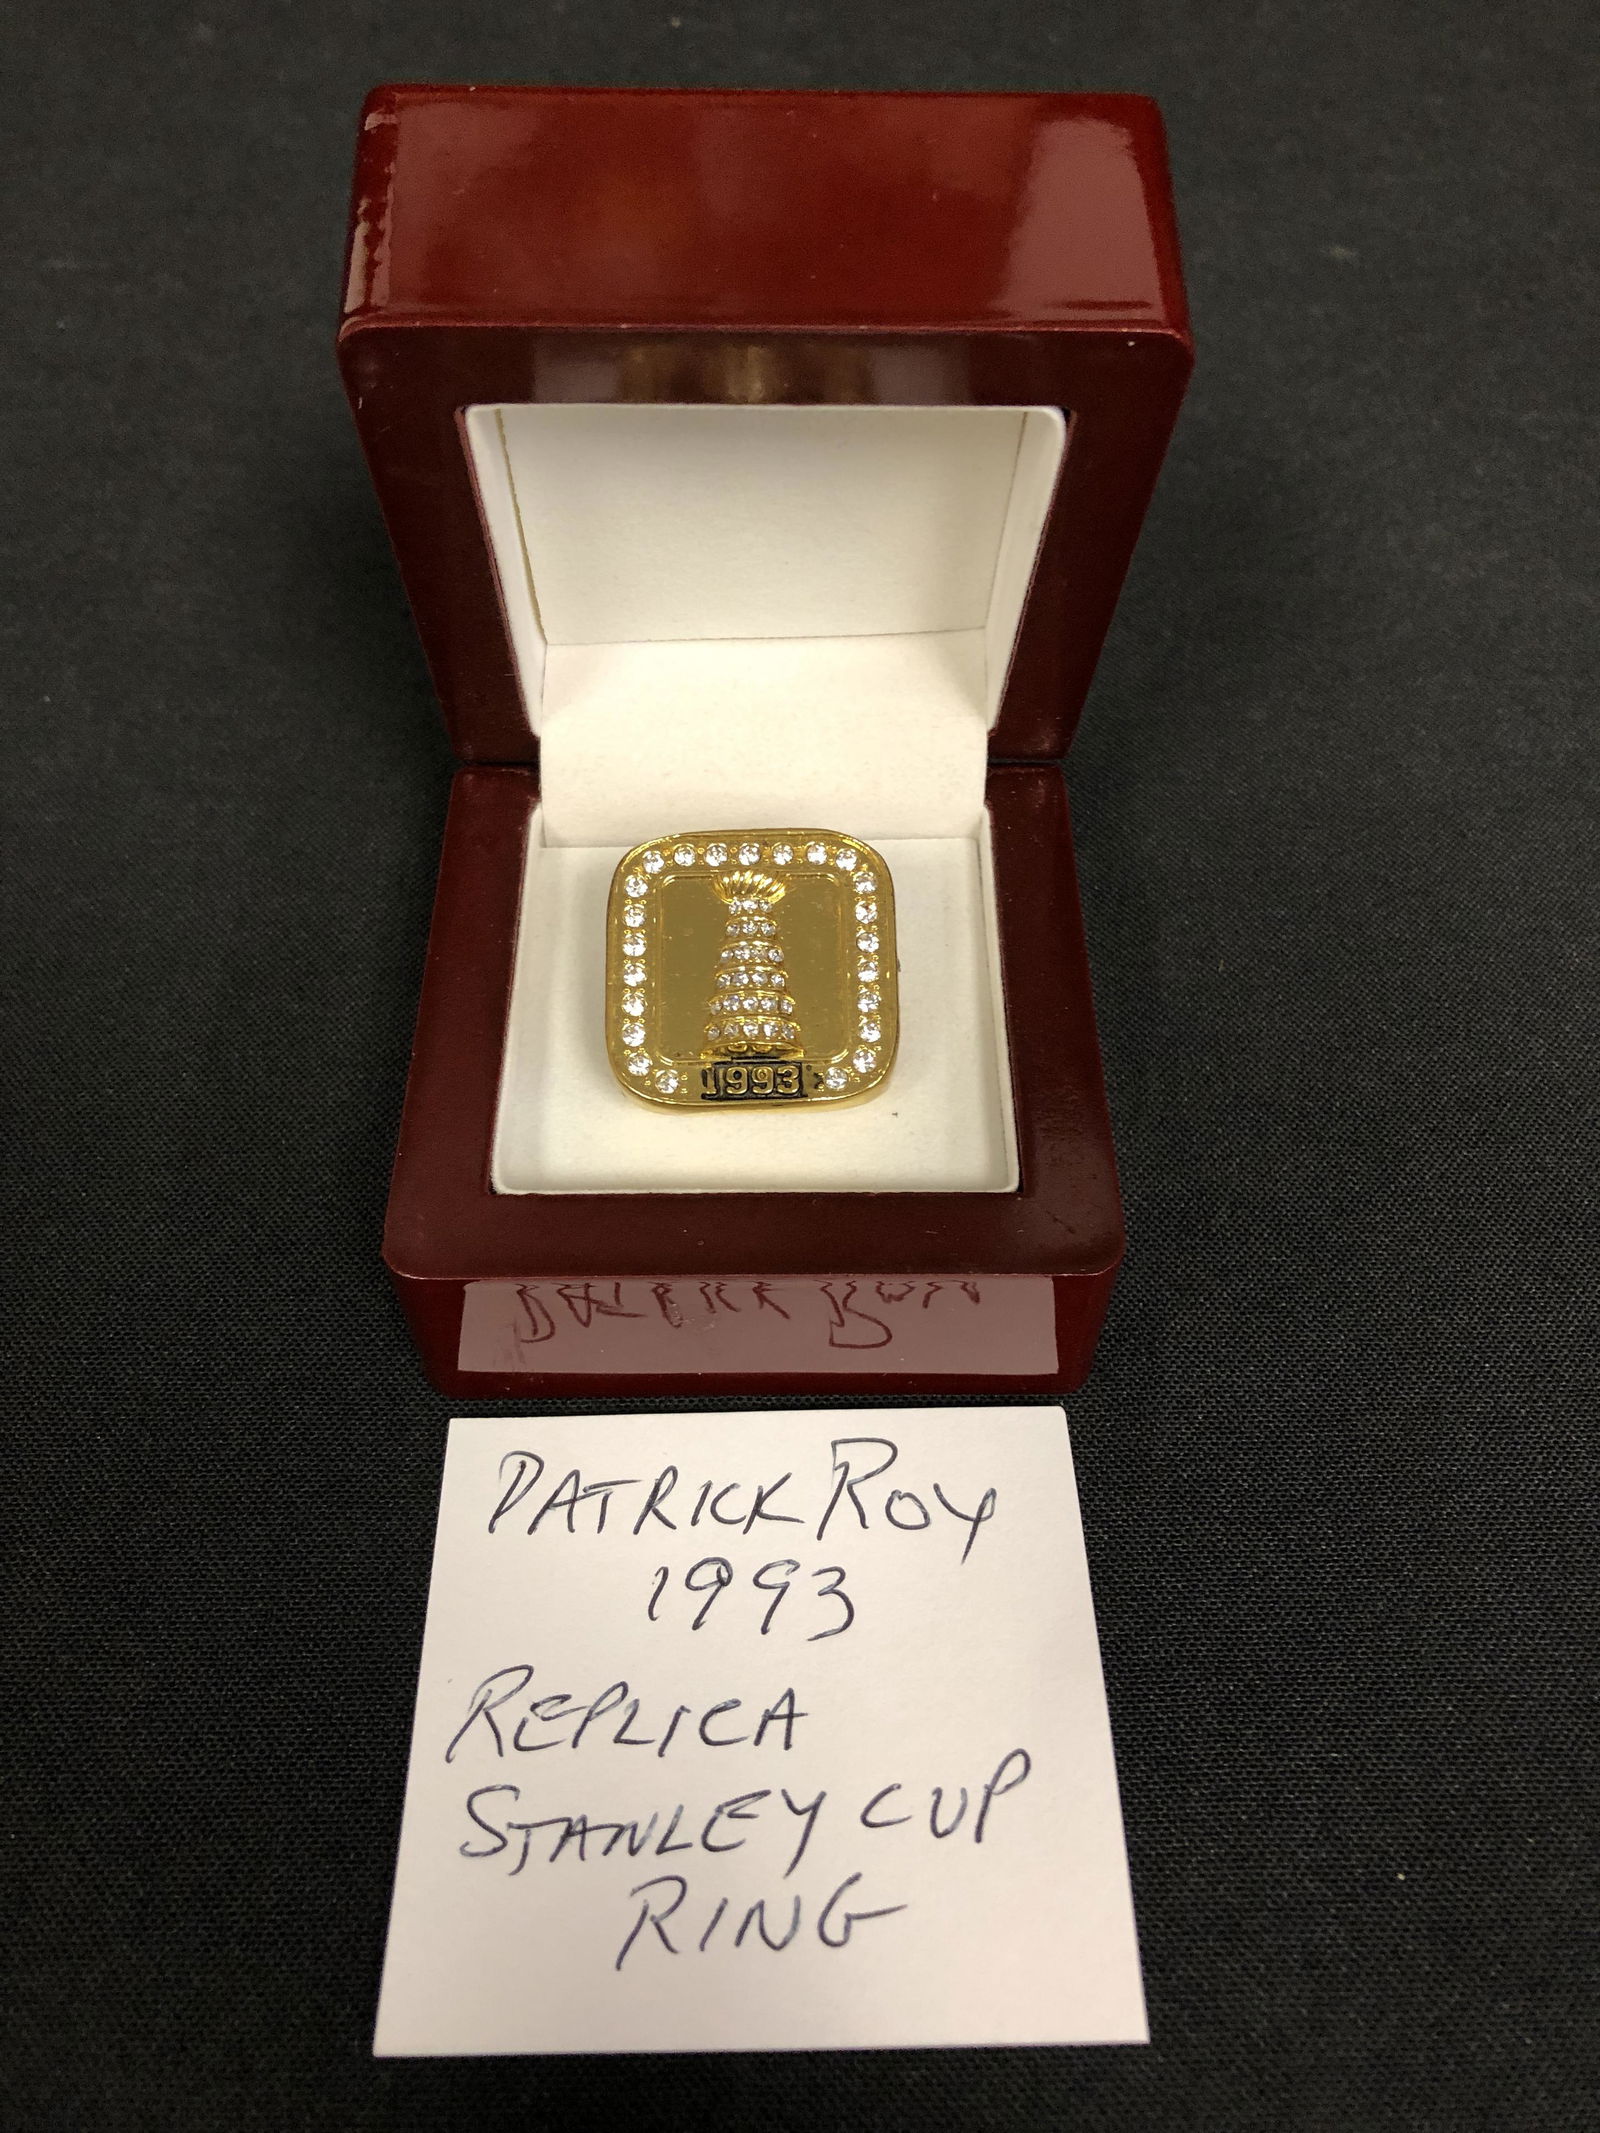 1993
PATRICK ROY
1993
REPLICA
STANLEY CUP
RING